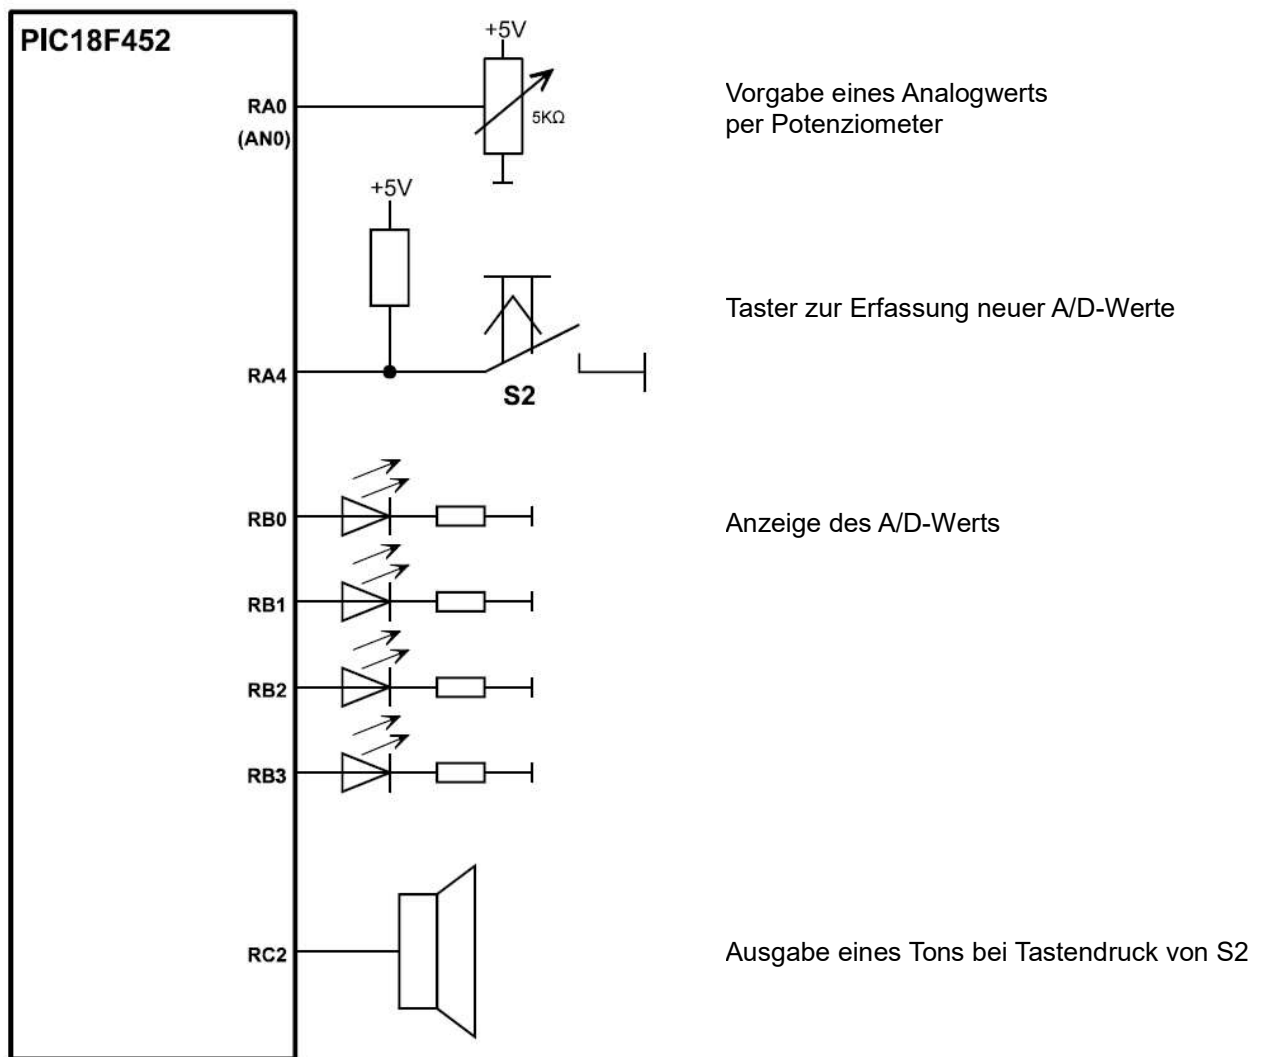 PIC18F452
+5V
RA0
(AN0)
5KΩ
Vorgabe eines Analogwerts
per Potenziometer
+5V
Taster zur Erfassung neuer A/D-Werte
RA4
S2
RB0
Anzeige des A/D-Werts
RB1
RB2
RB3
RC2
Ausgabe eines Tons bei Tastendruck von S2